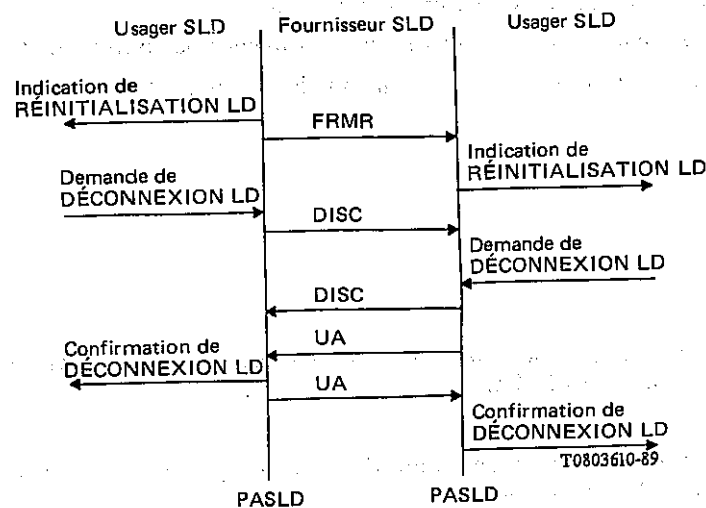 Usager SLD Fournisseur SLD Usager SLD
Indication de
RÉINITIALISATION LD
FRMR
Indication de
RÉINITIALISATION LD
Demande de
DÉCONNEXION LD
DISC
Demande de
DÉCONNEXION LD
DISC
UA
Confirmation de
DÉCONNEXION LD
UA
Confirmation de
DÉCONNEXION LD
T0803610-89
PASLD PASLD